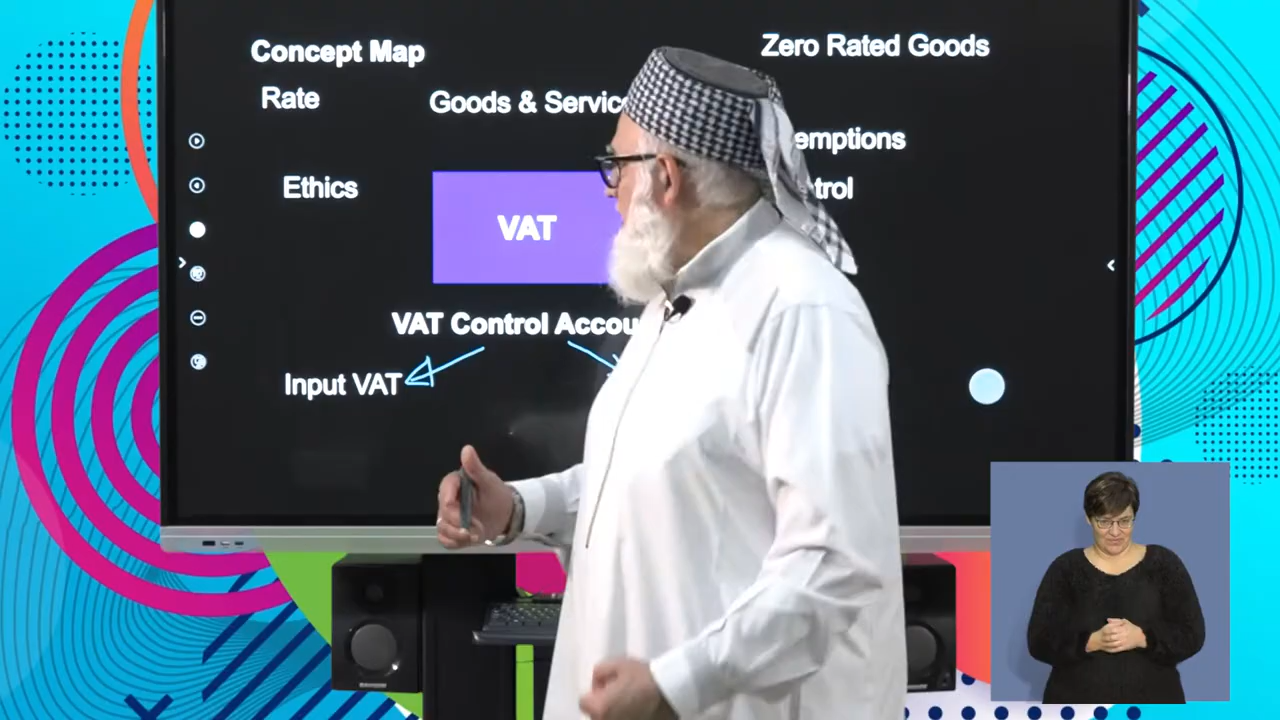 Concept Map
Zero Rated Goods
Rate
Goods & Servic
emptions
Ethics
trol
VAT
VAT Control Accou
Input VAT